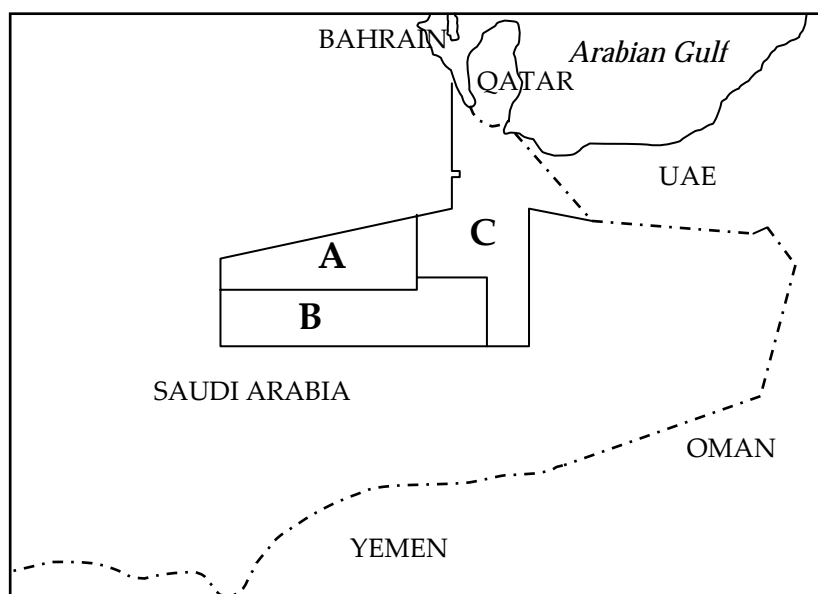 BAHRAIN
Arabian Gulf
QATAR
UAE
C
A
B
SAUDI ARABIA
OMAN
YEMEN